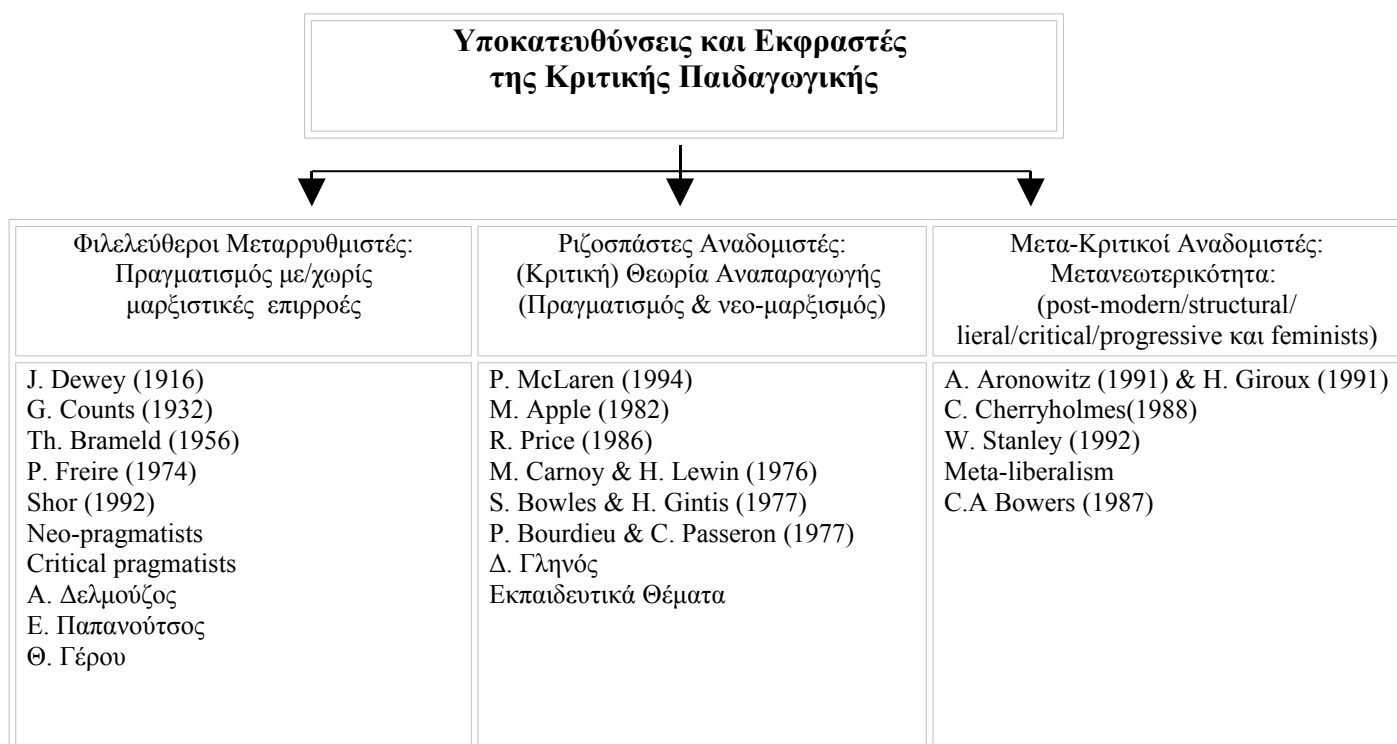 Υποκατευθύνσεις και Εκφραστές
της Κριτικής Παιδαγωγικής
Φιλελεύθεροι Μεταρρυθμιστές:
Πραγματισμός με/χωρίς
μαρξιστικές επιρροές
Ριζοσπάστες Αναδομιστές:
(Κριτική) Θεωρία Αναπαραγωγής
(Πραγματισμός & νεο-μαρξισμός)
Μετα-Κριτικοί Αναδομιστές:
Μετανεωτερικότητα:
(post-modern/structural/
lieral/critical/progressive και feminists)
J. Dewey (1916)
G. Counts (1932)
Th. Brameld (1956)
P. Freire (1974)
Shor (1992)
Neo-pragmatists
Critical pragmatists
Α. Δελμούζος
Ε. Παπανούτσος
Θ. Γέρου
P. McLaren (1994)
M. Apple (1982)
R. Price (1986)
M. Carnoy & H. Lewin (1976)
S. Bowles & H. Gintis (1977)
P. Bourdieu & C. Passeron (1977)
Δ. Γληνός
Εκπαιδευτικά Θέματα
A. Aronowitz (1991) & H. Giroux (1991)
C. Cherryholmes(1988)
W. Stanley (1992)
Meta-liberalism
C.A Bowers (1987)